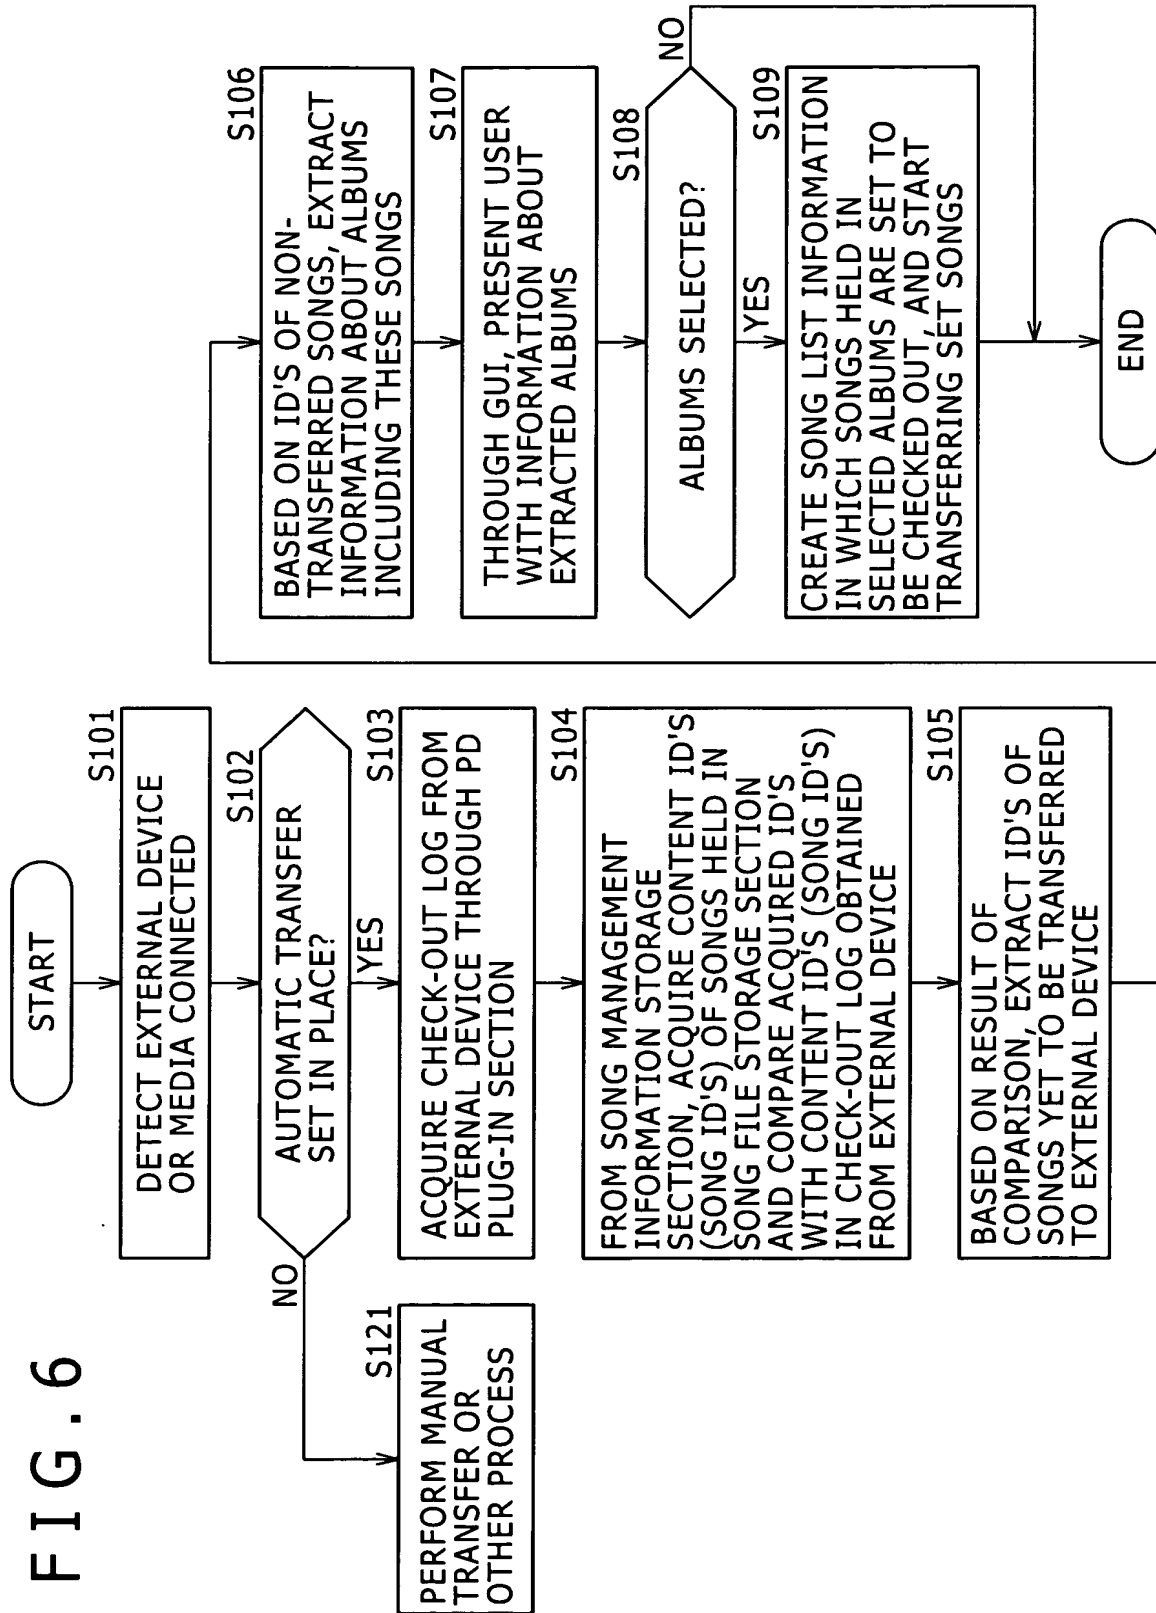 FIG.6
START
S101
DETECT EXTERNAL DEVICE
OR MEDIA CONNECTED
S102
AUTOMATIC TRANSFER
SET IN PLACE?
NO
YES
S121
PERFORM MANUAL
TRANSFER OR
OTHER PROCESS
S103
ACQUIRE CHECK-OUT LOG FROM
EXTERNAL DEVICE THROUGH PD
PLUG-IN SECTION
S104
FROM SONG MANAGEMENT
INFORMATION STORAGE
SECTION, ACQUIRE CONTENT ID'S
(SONG ID'S) OF SONGS HELD IN
SONG FILE STORAGE SECTION
AND COMPARE ACQUIRED ID'S
WITH CONTENT ID'S (SONG ID'S)
IN CHECK-OUT LOG OBTAINED
FROM EXTERNAL DEVICE
S105
BASED ON RESULT OF
COMPARISON, EXTRACT ID'S OF
SONGS YET TO BE TRANSFERRED
TO EXTERNAL DEVICE
S106
BASED ON ID'S OF NON-
TRANSFERRED SONGS, EXTRACT
INFORMATION ABOUT ALBUMS
INCLUDING THESE SONGS
S107
THROUGH GUI, PRESENT USER
WITH INFORMATION ABOUT
EXTRACTED ALBUMS
S108
ALBUMS SELECTED?
NO
YES
S109
CREATE SONG LIST INFORMATION
IN WHICH SONGS HELD IN
SELECTED ALBUMS ARE SET TO
BE CHECKED OUT, AND START
TRANSFERRING SET SONGS
END